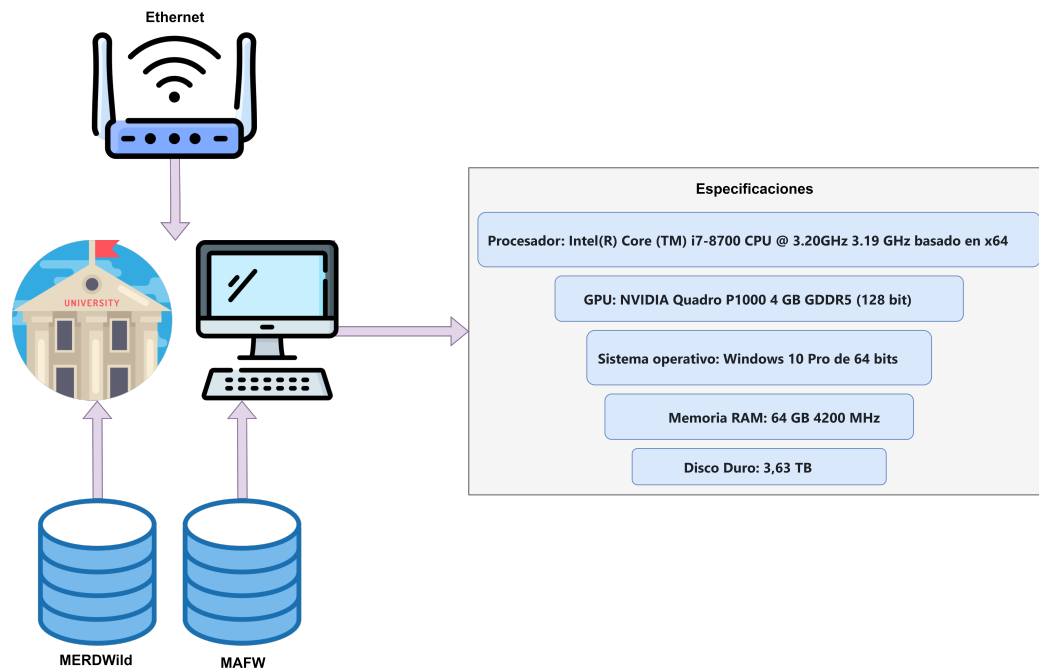 Ethernet
UNIVERSITY
Especificaciones
Procesador: Intel(R) Core (TM) i7-8700 CPU @ 3.20GHz 3.19 GHz basado en x64
GPU: NVIDIA Quadro P1000 4 GB GDDR5 (128 bit)
Sistema operativo: Windows 10 Pro de 64 bits
Memoria RAM: 64 GB 4200 MHz
Disco Duro: 3,63 TB
MERDWild
MAFW